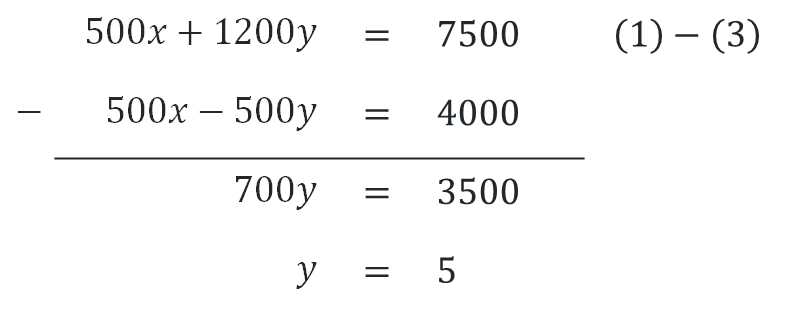 500x + 1200y = 7500 (1) − (3)
− 500x − 500y = 4000
700y = 3500
y = 5